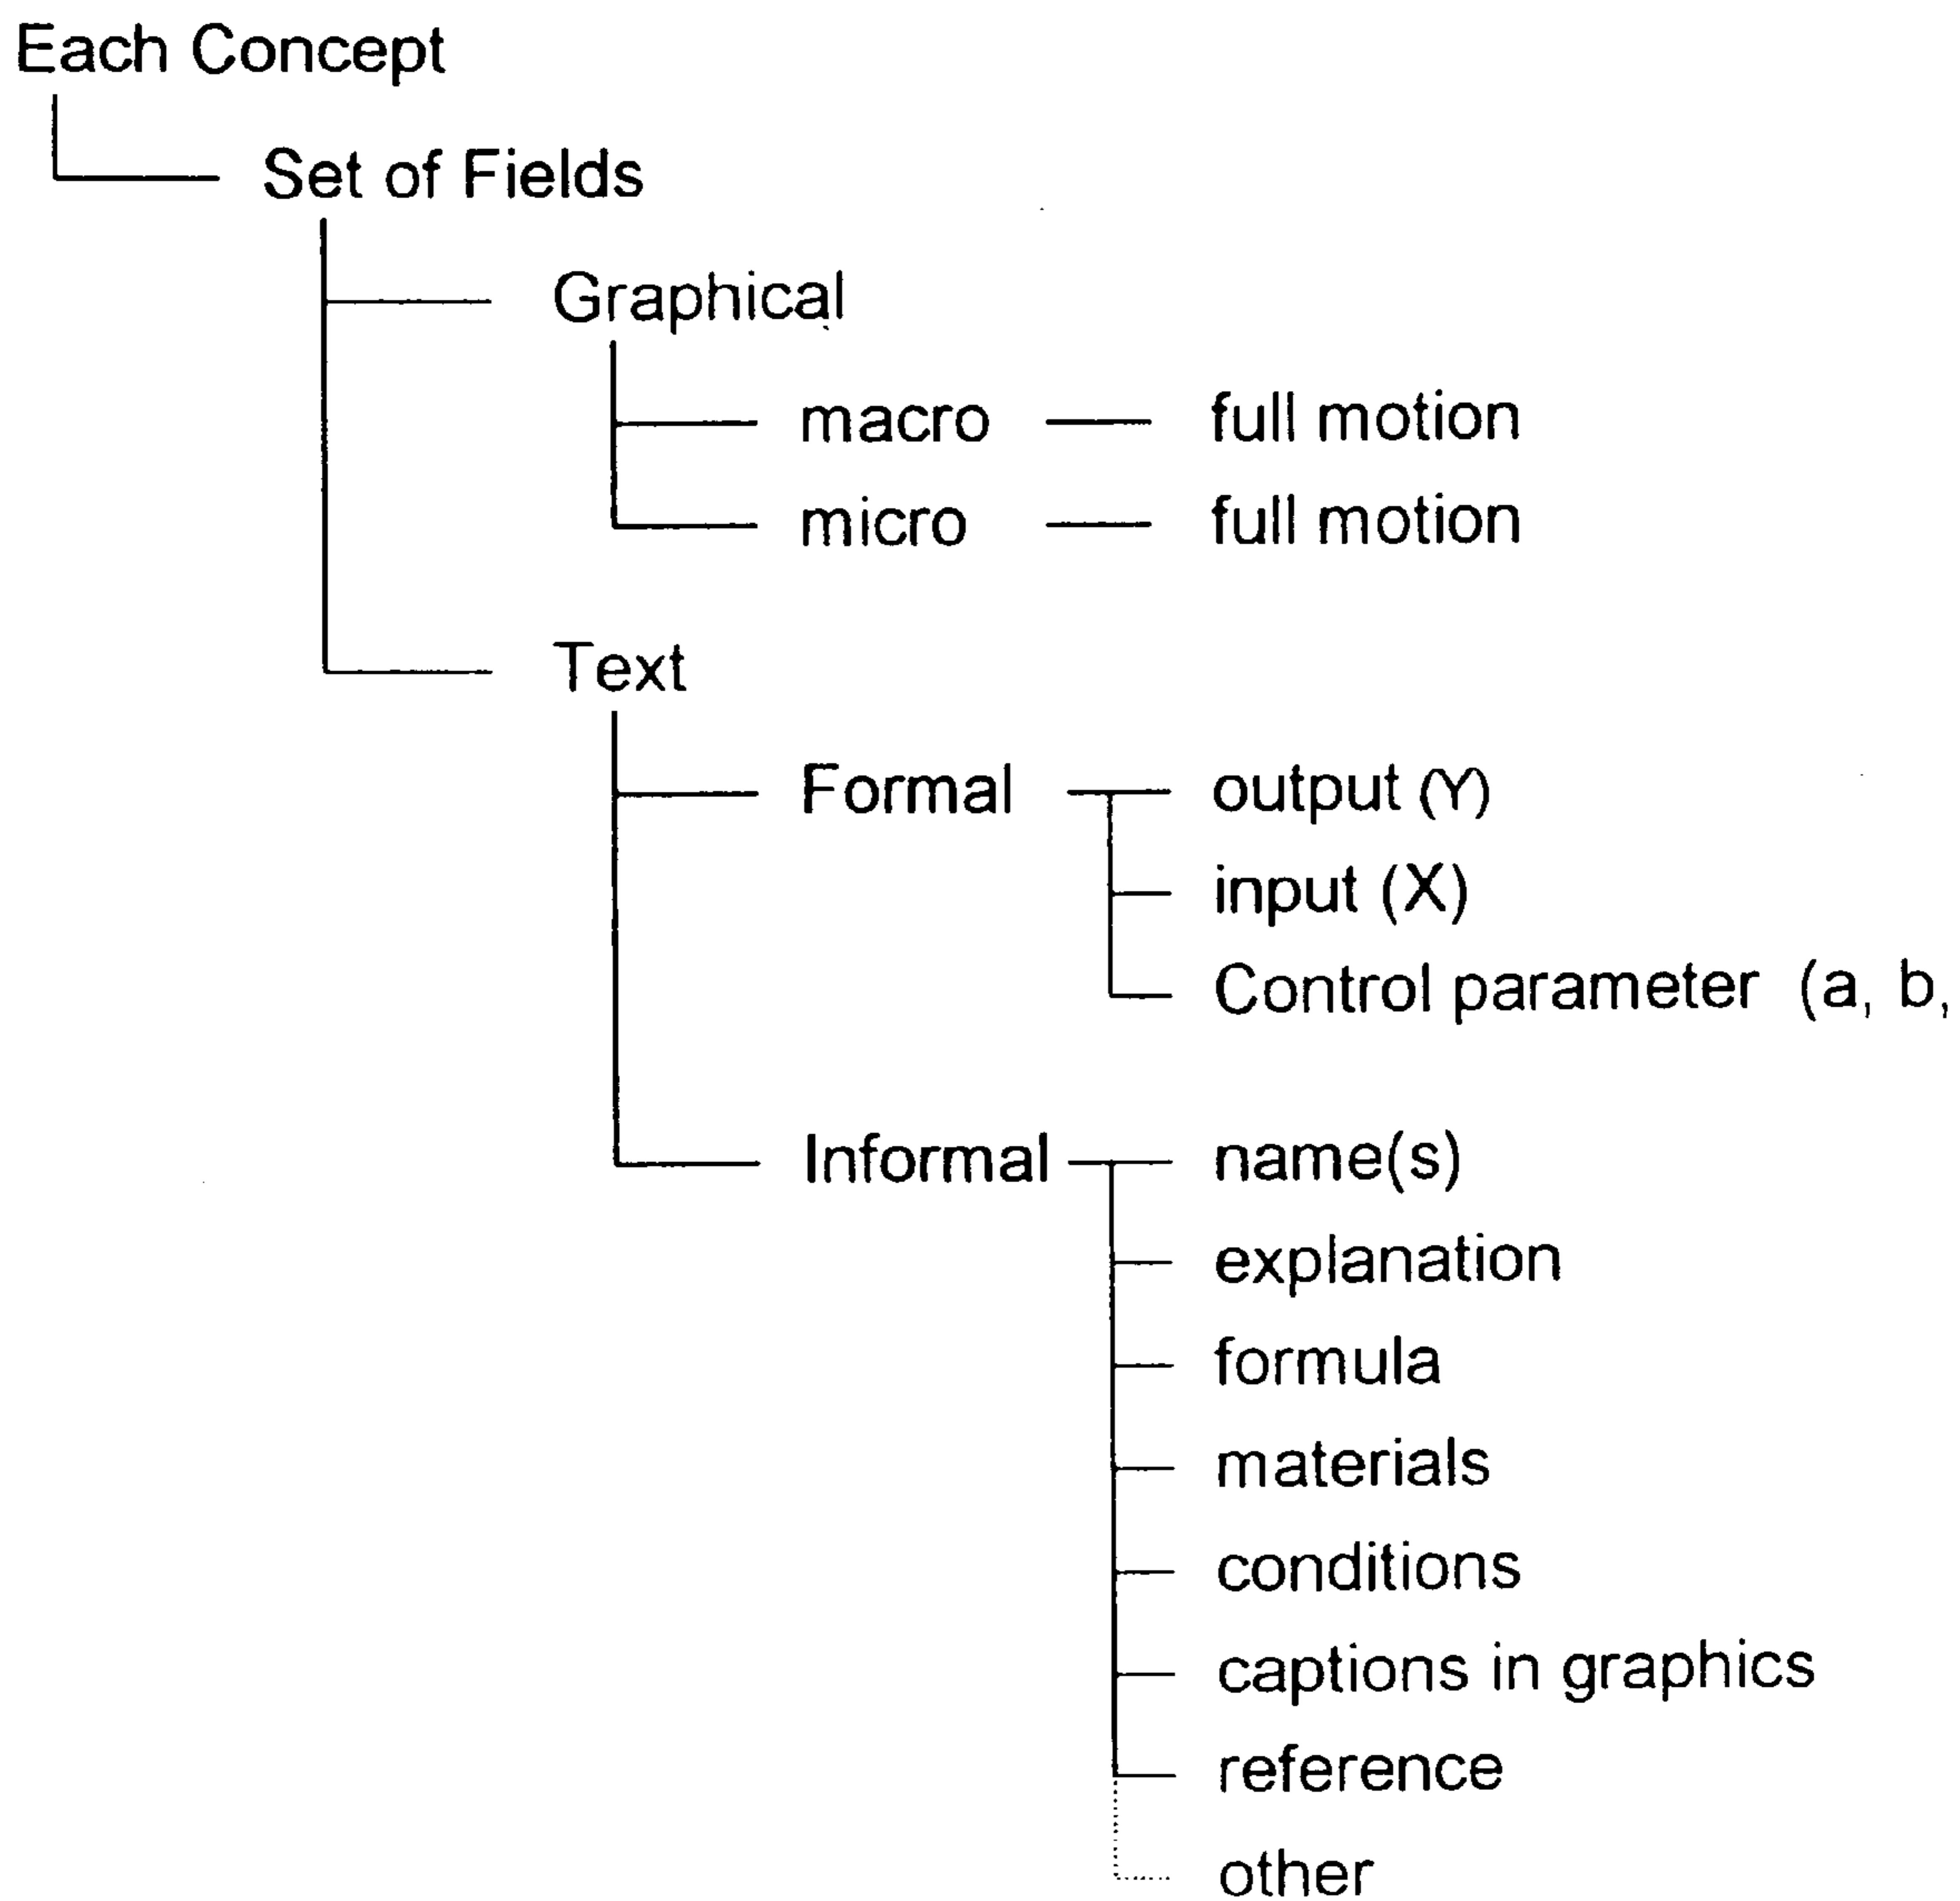 Each Concept
Set of Fields
Graphical
macro full motion
micro full motion
Text
Formal output (Y)
input (X)
Control parameter (a, b,
Informal name(s)
explanation
formula
materials
conditions
captions in graphics
reference
other